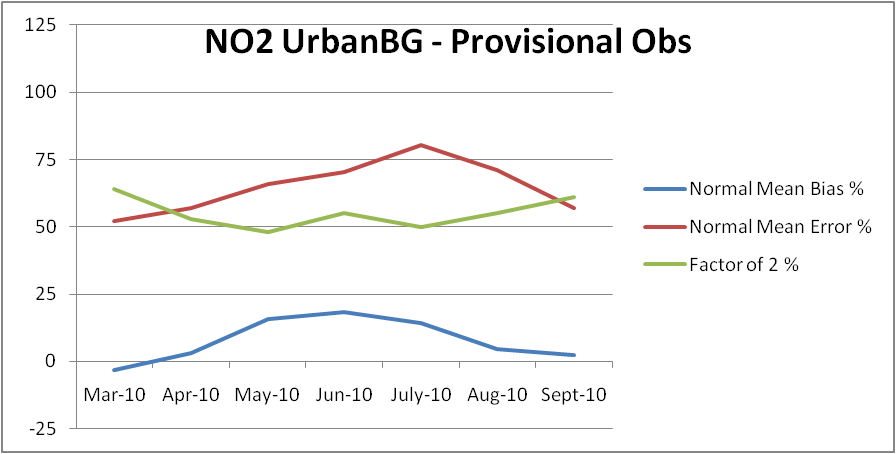 NO2 UrbanBG - Provisional Obs
125
100
75
50
25
0
-25
Mar-10 Apr-10 May-10 Jun-10 July-10 Aug-10 Sept-10
Normal Mean Bias %
Normal Mean Error %
Factor of 2 %